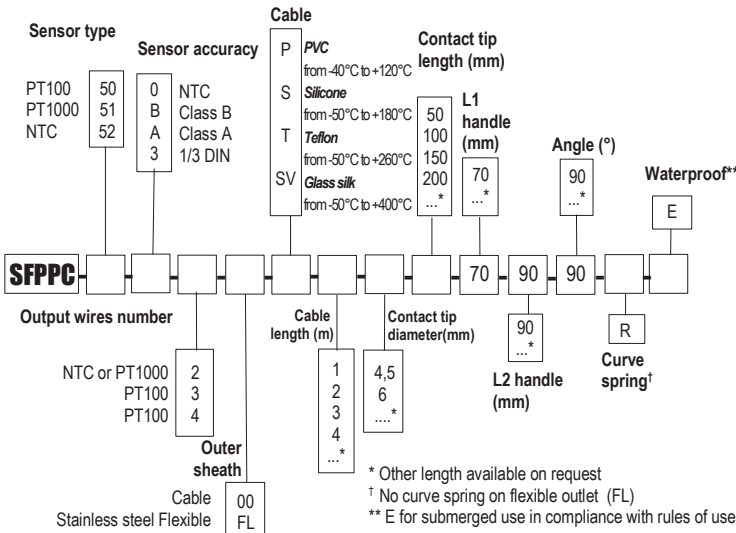 Cable
Sensor type
Sensor accuracy
Contact tip
length (mm)
L1
handle
(mm)
Angle (°)
Waterproof**
PT100 50
PT1000 51
NTC 52
0 NTC
B Class B
A Class A
3 1/3 DIN
P PVC
from -40°C to +120°C
S Silicone
from -50°C to +180°C
T Teflon
from -50°C to +260°C
SV Glass silk
from -50°C to +400°C
50
100
150
200
...*
70
...*
90
...*
E
SFPPC - - - - - - - - 70 - 90 - 90 - -
Output wires number
NTC or PT1000 2
PT100 3
PT100 4
Outer
sheath
Cable 00
Stainless steel Flexible FL
Cable
length (m)
1
2
3
4
...*
Contact tip
diameter(mm)
4,5
6
....*
90
...*
L2 handle
(mm)
R
Curve
spring†
* Other length available on request
† No curve spring on flexible outlet (FL)
** E for submerged use in compliance with rules of use